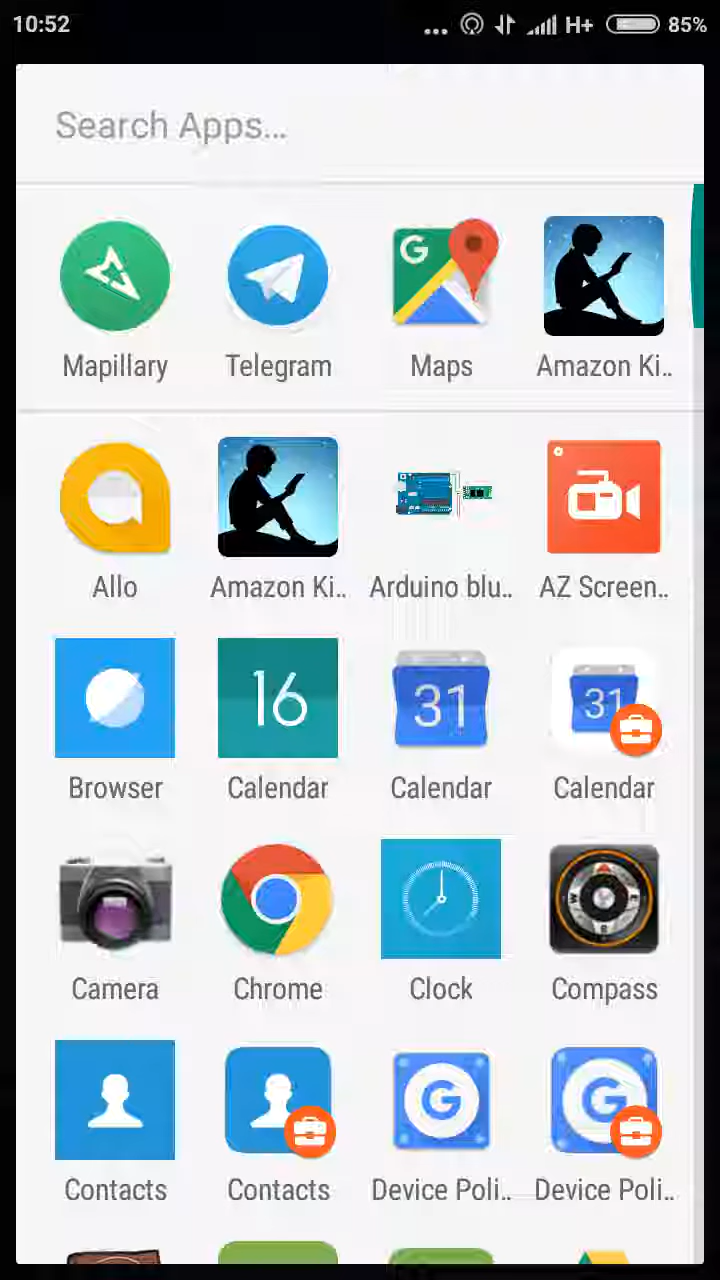 10:52 ... H+ 85%
Search Apps...
G
Mapillary Telegram Maps Amazon Ki..
Allo Amazon Ki.. Arduino blu.. AZ Screen..
16 31 31
Browser Calendar Calendar Calendar
Camera Chrome Clock Compass
G G
Contacts Contacts Device Poli.. Device Poli..